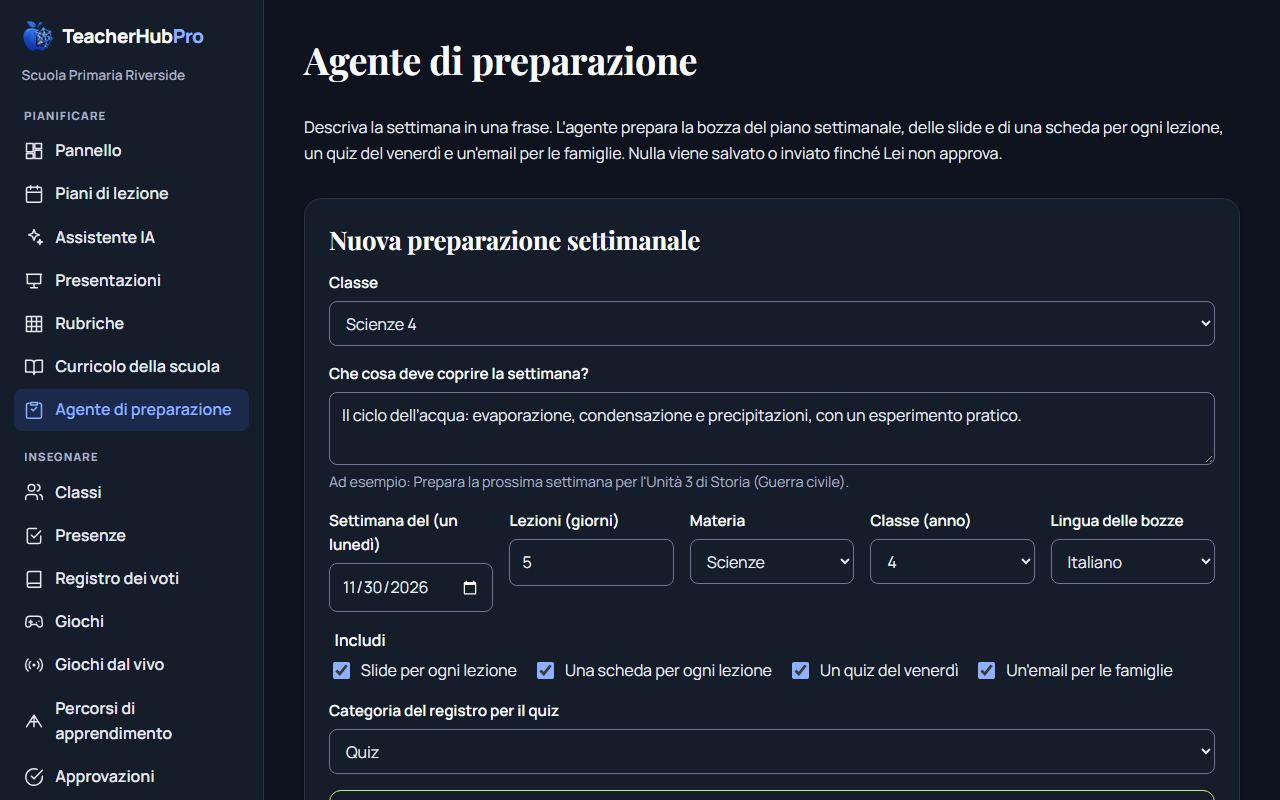 TeacherHubPro
Scuola Primaria Riverside
PIANIFICARE
Pannello
Piani di lezione
Assistente IA
Presentazioni
Rubriche
Curricolo della scuola
Agente di preparazione
INSEGNARE
Classi
Presenze
Registro dei voti
Giochi
Giochi dal vivo
Percorsi di
apprendimento
Approvazioni
Agente di preparazione
Descriva la settimana in una frase. L'agente prepara la bozza del piano settimanale, delle slide e di una scheda per ogni lezione,
un quiz del venerdì e un'email per le famiglie. Nulla viene salvato o inviato finché Lei non approva.
Nuova preparazione settimanale
Classe
Scienze 4
Che cosa deve coprire la settimana?
Il ciclo dell'acqua: evaporazione, condensazione e precipitazioni, con un esperimento pratico.
Ad esempio: Prepara la prossima settimana per l'Unità 3 di Storia (Guerra civile).
Settimana del (un
lunedì)
11/30/2026
Lezioni (giorni)
5
Materia
Scienze
Classe (anno)
4
Lingua delle bozze
Italiano
Includi
Slide per ogni lezione
Una scheda per ogni lezione
Un quiz del venerdì
Un'email per le famiglie
Categoria del registro per il quiz
Quiz